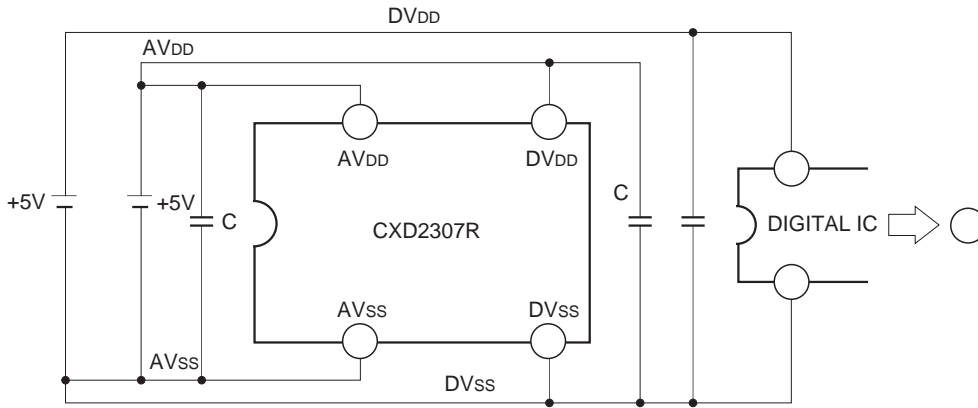 DVDD
AVDD
AVDD
DVDD
+5V
+5V
C
C
CXD2307R
DIGITAL IC
AVSS
DVSS
AVSS
DVSS